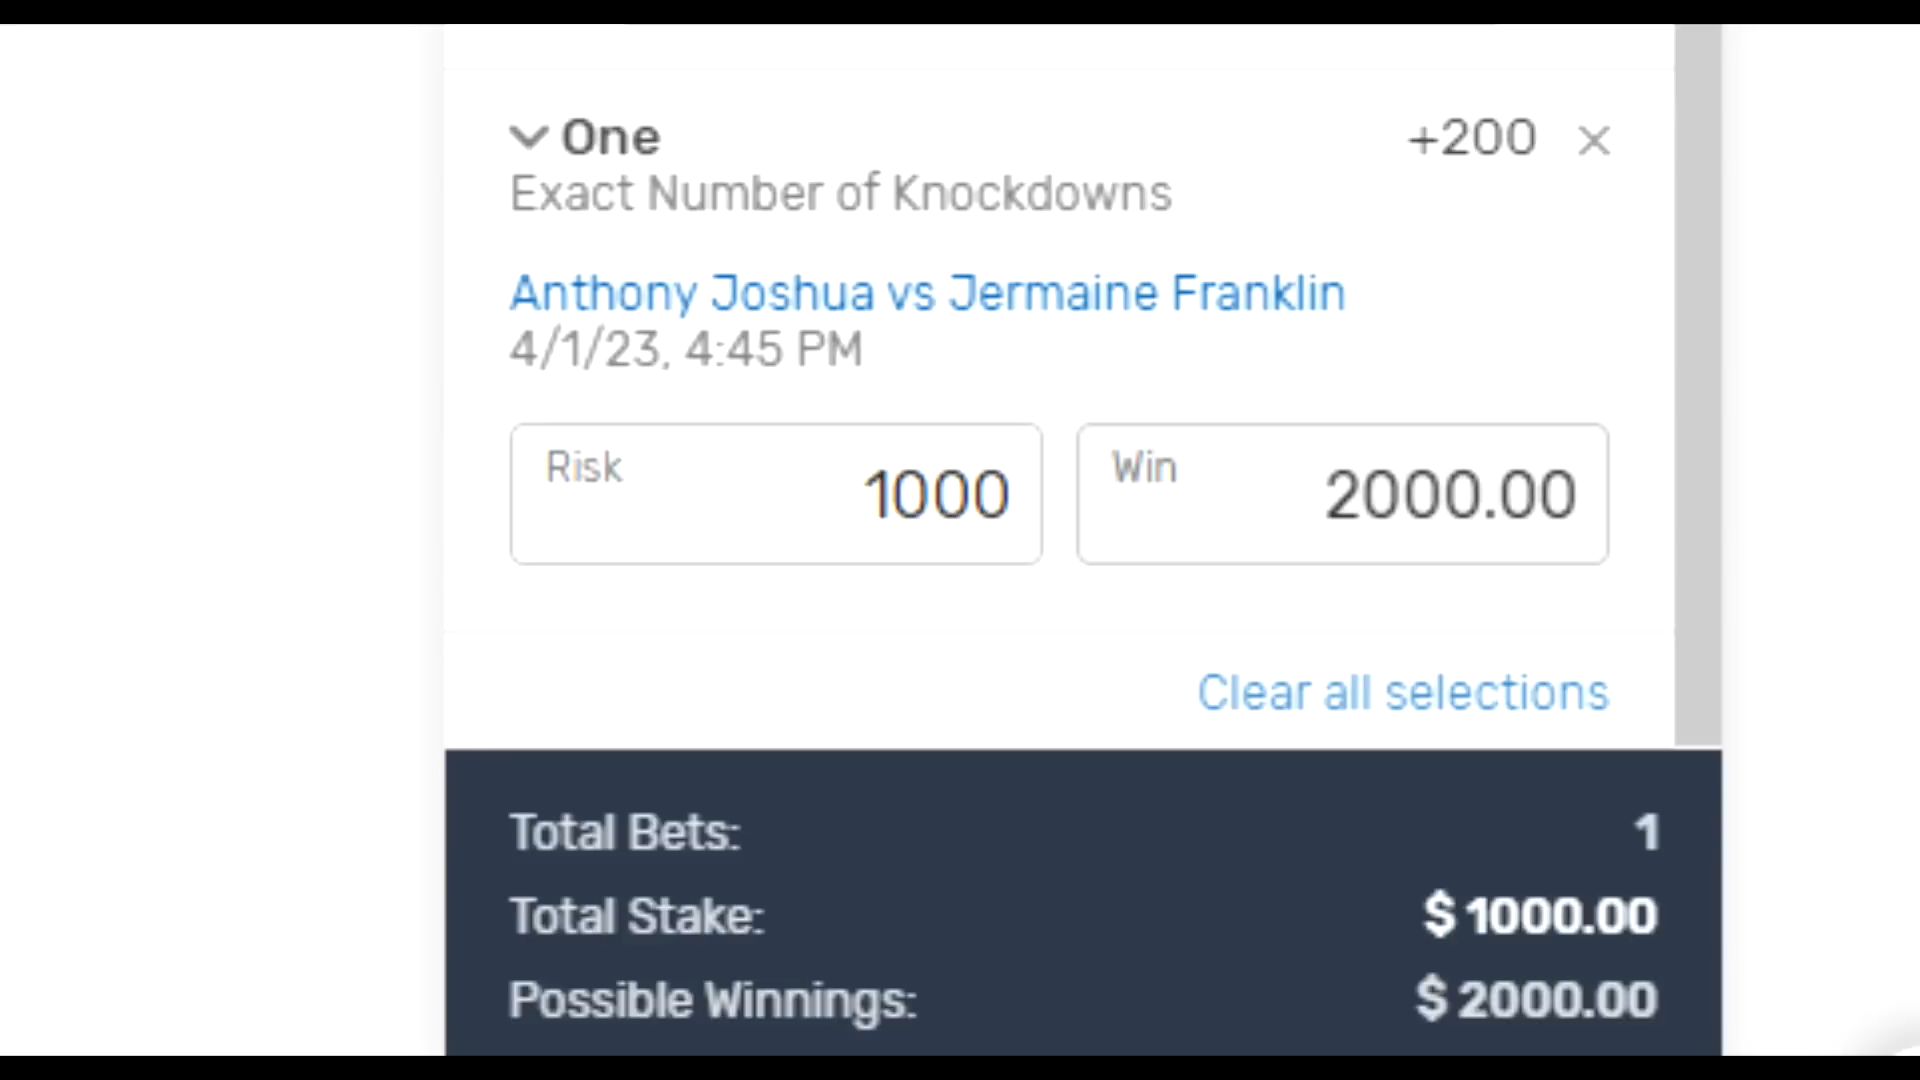 One +200 ×
Exact Number of Knockdowns
Anthony Joshua vs Jermaine Franklin
4/1/23, 4:45 PM
Risk 1000 Win 2000.00
Clear all selections
Total Bets: 1
Total Stake: $ 1000.00
Possible Winnings: $ 2000.00